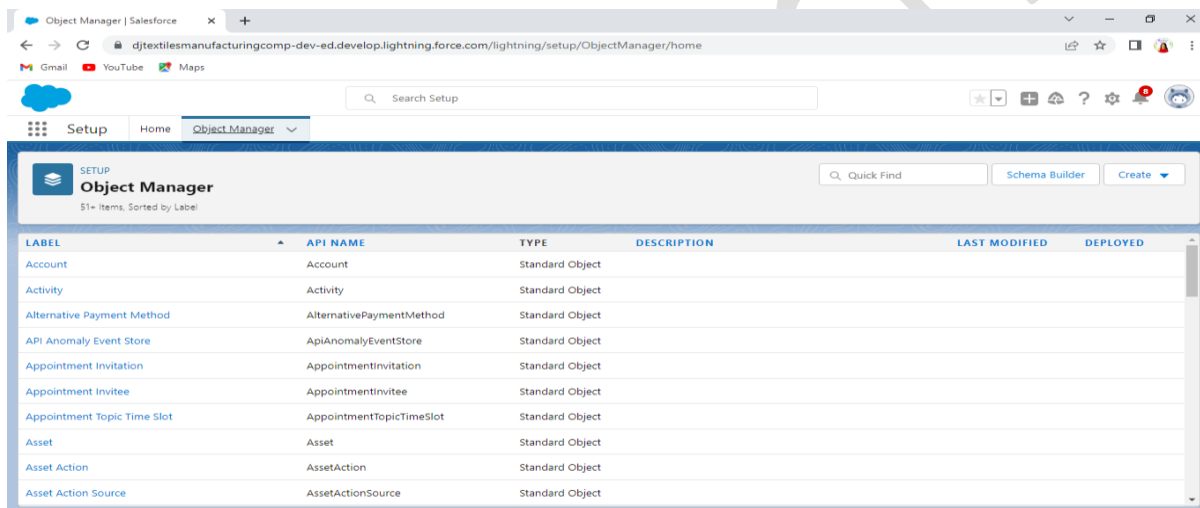 Object Manager | Salesforce
djtextilesmanufacturingcomp-dev-ed.develop.lightning.force.com/lightning/setup/ObjectManager/home
Gmail YouTube Maps
Search Setup
8
Setup Home Object Manager
SETUP
Object Manager
51+ Items, Sorted by Label
Quick Find Schema Builder Create
LABEL API NAME TYPE DESCRIPTION LAST MODIFIED DEPLOYED
Account Account Standard Object
Activity Activity Standard Object
Alternative Payment Method AlternativePaymentMethod Standard Object
API Anomaly Event Store ApiAnomalyEventStore Standard Object
Appointment Invitation AppointmentInvitation Standard Object
Appointment Invitee AppointmentInvitee Standard Object
Appointment Topic Time Slot AppointmentTopicTimeSlot Standard Object
Asset Asset Standard Object
Asset Action AssetAction Standard Object
Asset Action Source AssetActionSource Standard Object